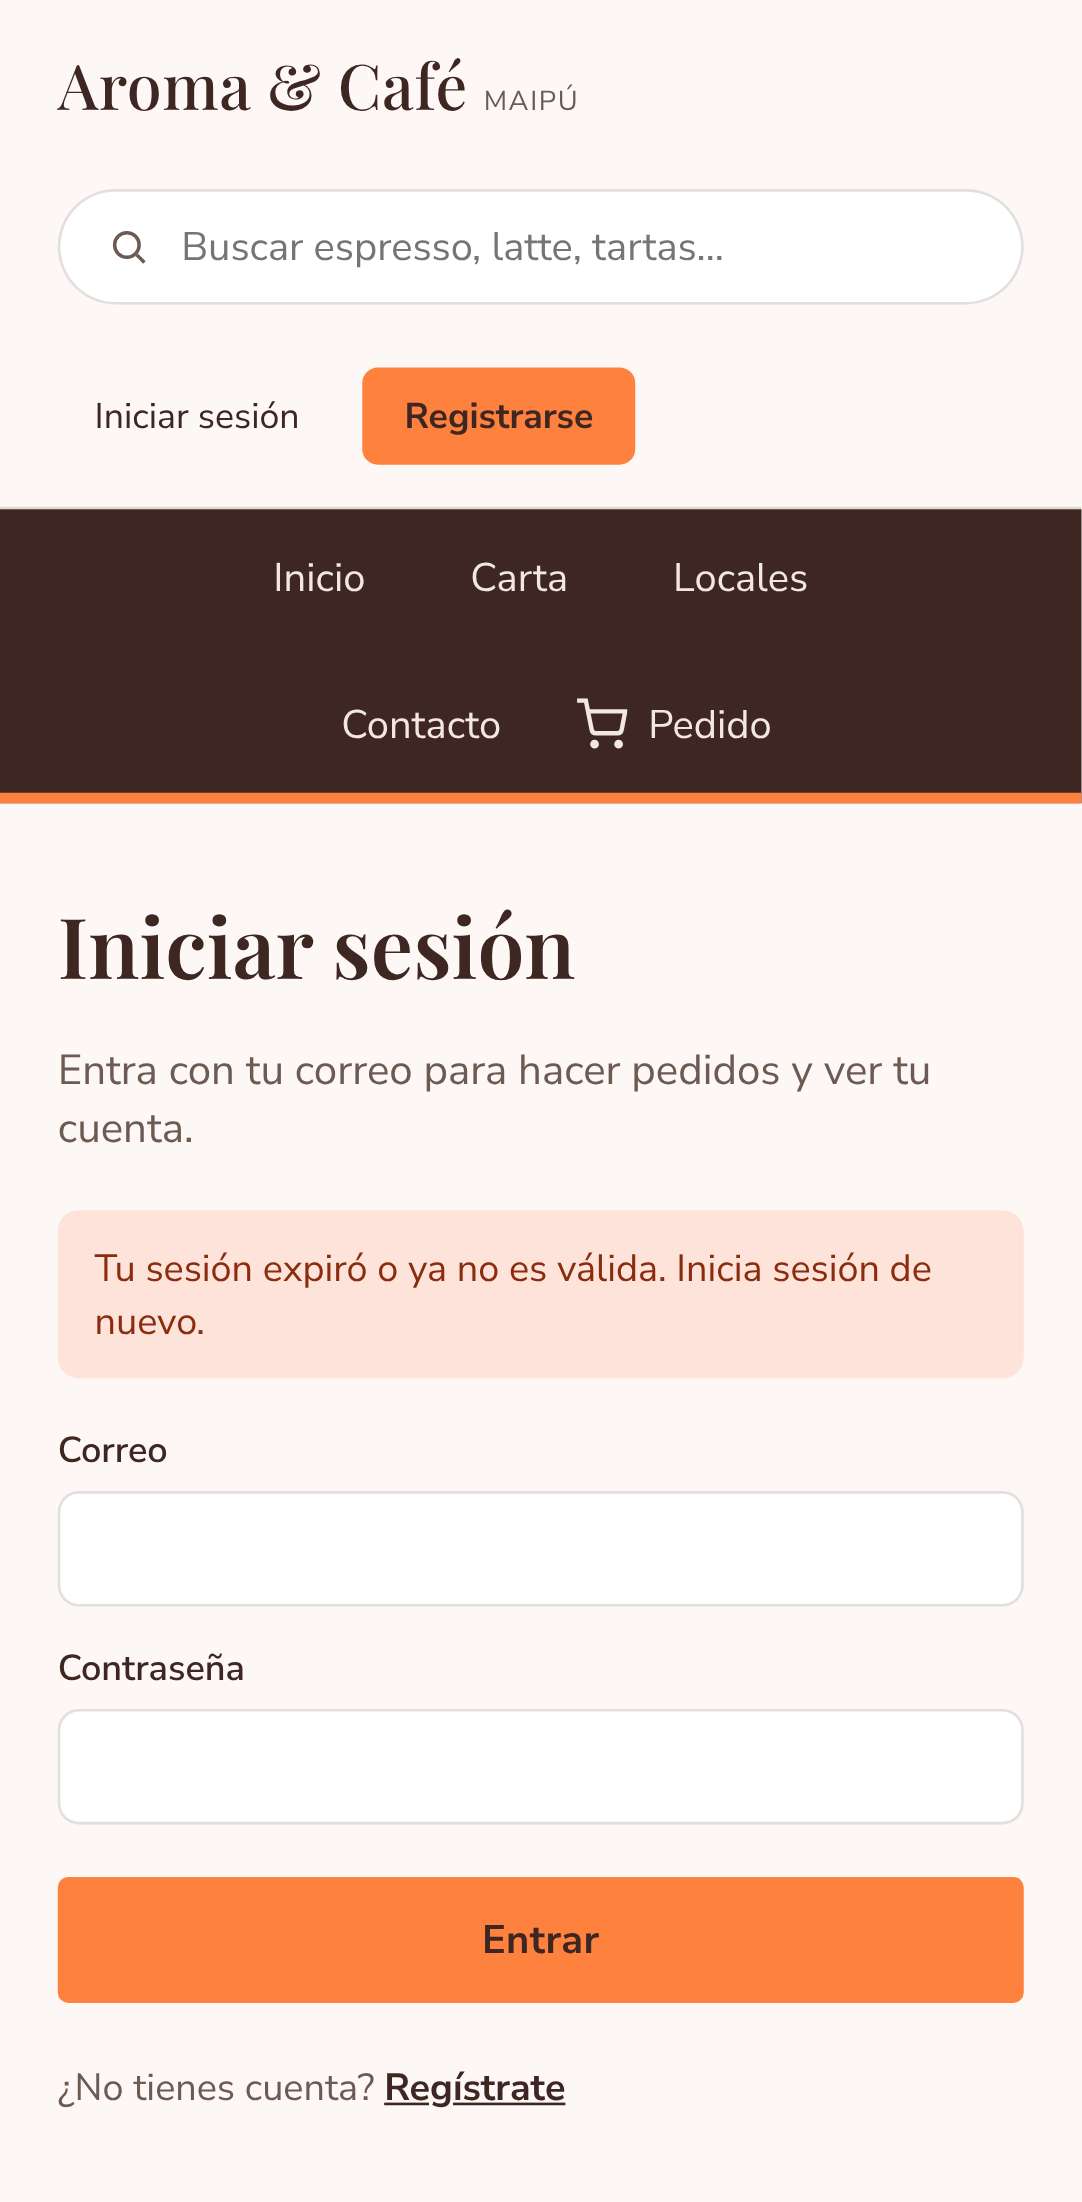 Aroma & Café MAIPÚ
Buscar espresso, latte, tartas...
Iniciar sesión Registrarse
Inicio Carta Locales
Contacto Pedido
Iniciar sesión
Entra con tu correo para hacer pedidos y ver tu
cuenta.
Tu sesión expiró o ya no es válida. Inicia sesión de
nuevo.
Correo
Contraseña
Entrar
¿No tienes cuenta? Regístrate